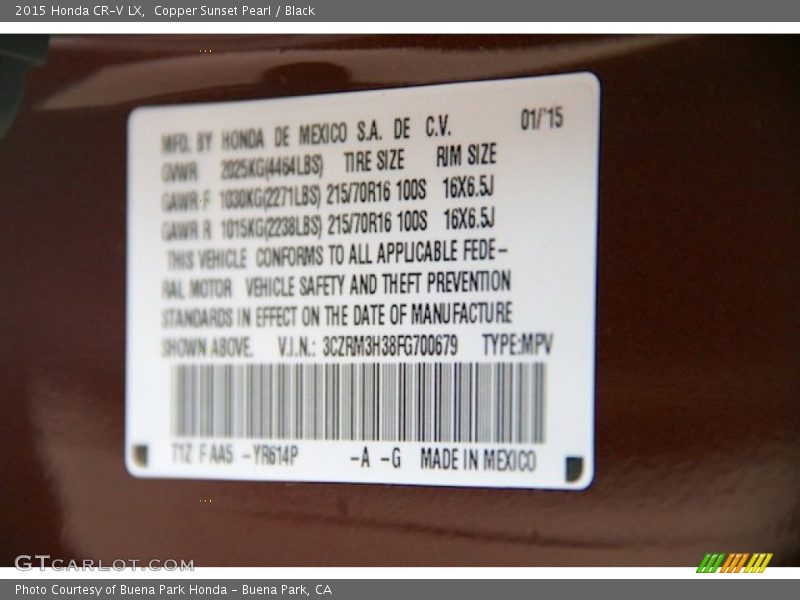 2015 Honda CR-V LX,  Copper Sunset Pearl / Black
MFD. BY HONDA DE MEXICO S.A. DE C.V. 01/'15
GVWR 2025KG(4464LBS) TIRE SIZE RIM SIZE
GAWR F 1030KG(2271LBS) 215/70R16 100S 16X6.5J
GAWR R 1015KG(2238LBS) 215/70R16 100S 16X6.5J
THIS VEHICLE CONFORMS TO ALL APPLICABLE FEDE-
RAL MOTOR VEHICLE SAFETY AND THEFT PREVENTION
STANDARDS IN EFFECT ON THE DATE OF MANUFACTURE
SHOWN ABOVE. V.I.N.: 3CZRM3H38FG700679 TYPE:MPV
T1Z F AA5 -YR614P -A -G MADE IN MEXICO
GTCARLOT.COM
Photo Courtesy of Buena Park Honda - Buena Park, CA